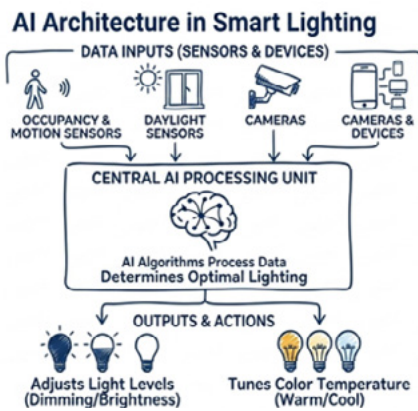 AI Architecture in Smart Lighting
DATA INPUTS (SENSORS & DEVICES)
OCCUPANCY &
MOTION SENSORS
DAYLIGHT
SENSORS
CAMERAS
CAMERAS
& DEVICES
CENTRAL AI PROCESSING UNIT
AI Algorithms Process Data
Determines Optimal Lighting
OUTPUTS & ACTIONS
Adjusts Light Levels
(Dimming/Brightness)
Tunes Color Temperature
(Warm/Cool)